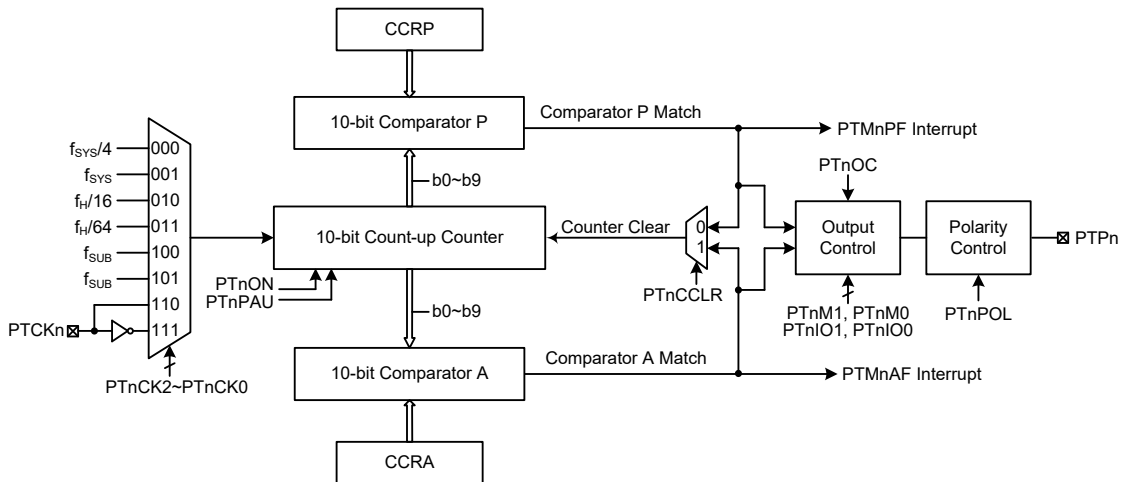 CCRP
10-bit Comparator P
Comparator P Match
PTMnPF Interrupt
fSYS/4
000
fSYS
001
fH/16
010
fH/64
011
fSUB
100
fSUB
101
110
PTCKn
111
PTnCK2~PTnCK0
b0~b9
10-bit Count-up Counter
Counter Clear
0
1
PTnCCLR
PTnON
PTnPAU
b0~b9
PTnOC
Output
Control
Polarity
Control
PTPn
PTnM1, PTnM0
PTnIO1, PTnIO0
PTnPOL
10-bit Comparator A
Comparator A Match
PTMnAF Interrupt
CCRA